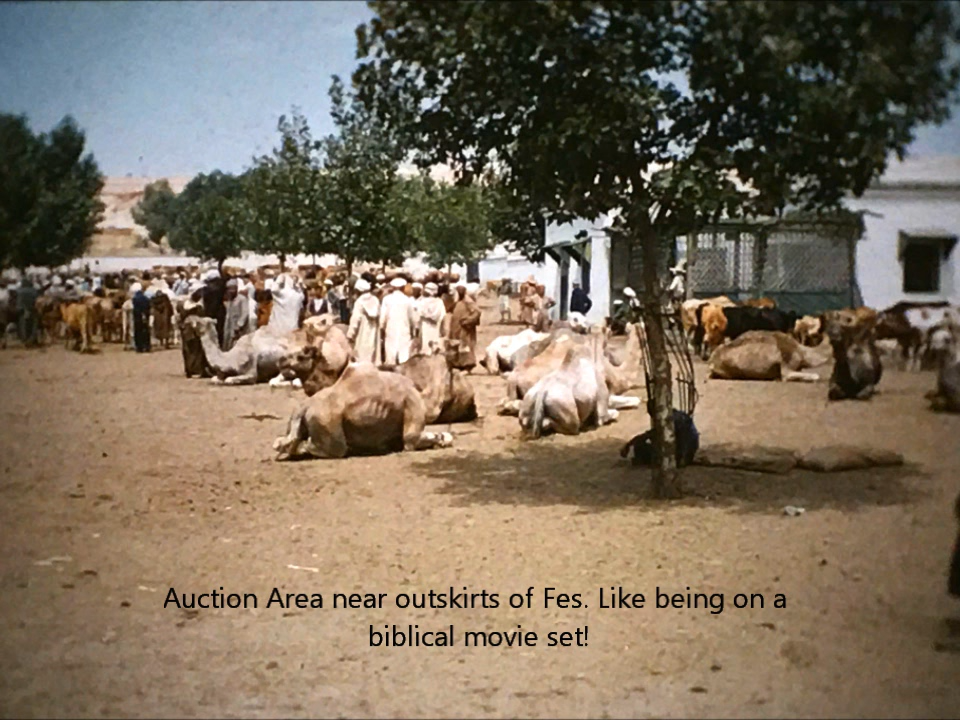 Auction Area near outskirts of Fes. Like being on a
biblical movie set!